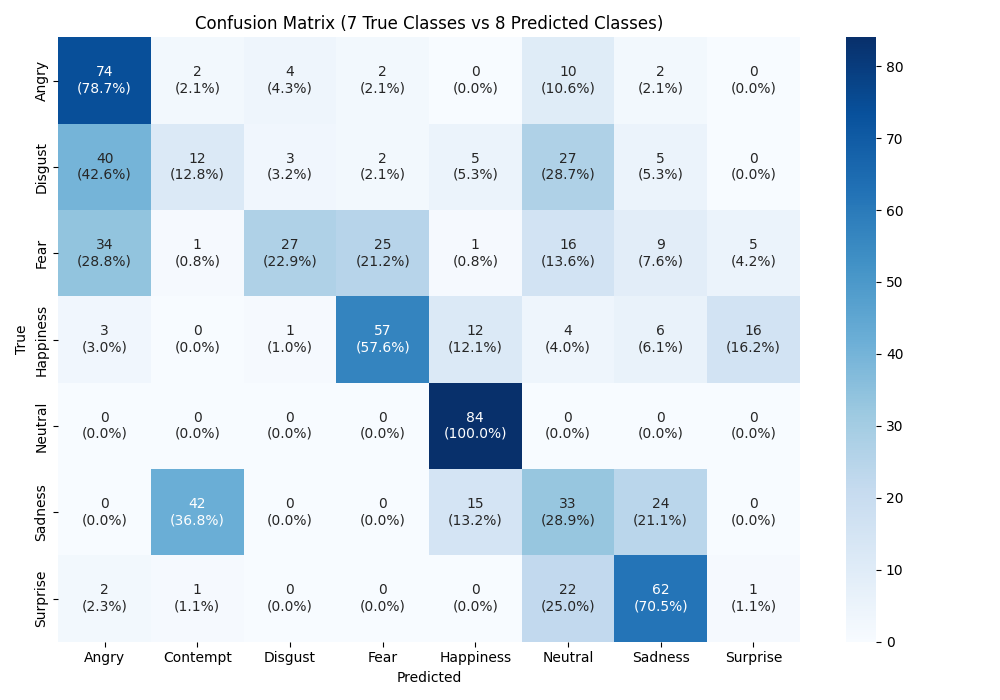 Confusion Matrix (7 True Classes vs 8 Predicted Classes)
Angry
74 2 4 2 0 10 2 0
(78.7%) (2.1%) (4.3%) (2.1%) (0.0%) (10.6%) (2.1%) (0.0%)
Disgust
40 12 3 2 5 27 5 0
(42.6%) (12.8%) (3.2%) (2.1%) (5.3%) (28.7%) (5.3%) (0.0%)
Fear
34 1 27 25 1 16 9 5
(28.8%) (0.8%) (22.9%) (21.2%) (0.8%) (13.6%) (7.6%) (4.2%)
True
Happiness
3 0 1 57 12 4 6 16
(3.0%) (0.0%) (1.0%) (57.6%) (12.1%) (4.0%) (6.1%) (16.2%)
Neutral
0 0 0 0 84 0 0 0
(0.0%) (0.0%) (0.0%) (0.0%) (100.0%) (0.0%) (0.0%) (0.0%)
Sadness
0 42 0 0 15 33 24 0
(0.0%) (36.8%) (0.0%) (0.0%) (13.2%) (28.9%) (21.1%) (0.0%)
Surprise
2 1 0 0 0 22 62 1
(2.3%) (1.1%) (0.0%) (0.0%) (0.0%) (25.0%) (70.5%) (1.1%)
Angry Contempt Disgust Fear Happiness Neutral Sadness Surprise
Predicted
80
70
60
50
40
30
20
10
0